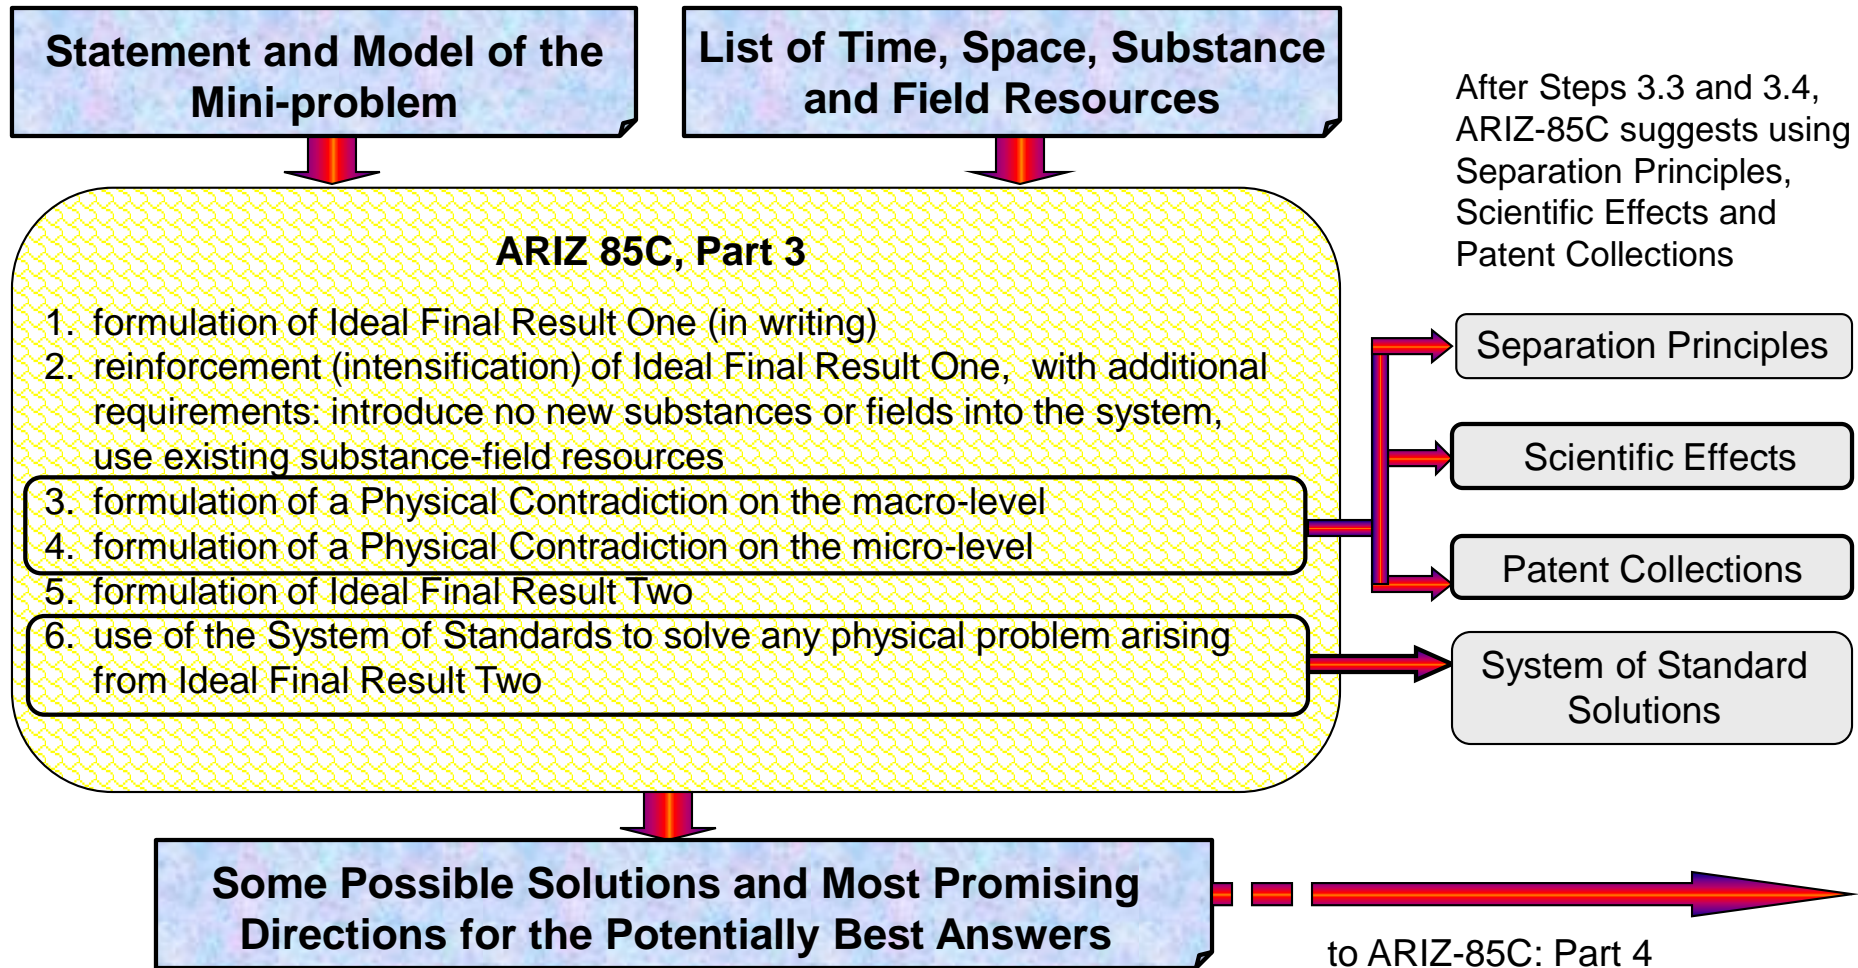 Statement and Model of the
Mini-problem
List of Time, Space, Substance
and Field Resources
After Steps 3.3 and 3.4,
ARIZ-85C suggests using
Separation Principles,
Scientific Effects and
Patent Collections
ARIZ 85C, Part 3
1. formulation of Ideal Final Result One (in writing)
2. reinforcement (intensification) of Ideal Final Result One, with additional
requirements: introduce no new substances or fields into the system,
use existing substance-field resources
3. formulation of a Physical Contradiction on the macro-level
4. formulation of a Physical Contradiction on the micro-level
5. formulation of Ideal Final Result Two
6. use of the System of Standards to solve any physical problem arising
from Ideal Final Result Two
Separation Principles
Scientific Effects
Patent Collections
System of Standard
Solutions
Some Possible Solutions and Most Promising
Directions for the Potentially Best Answers
to ARIZ-85C: Part 4